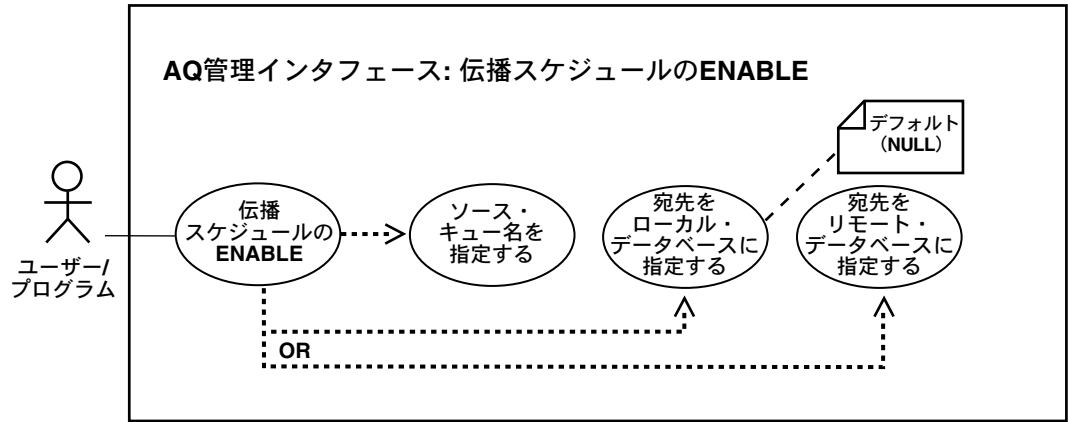 AQ管理インタフェース: 伝播スケジュールのENABLE
デフォルト
(NULL)
ユーザー/
プログラム
伝播
スケジュールの
ENABLE
ソース・
キュー名を
指定する
宛先を
ローカル・
データベースに
指定する
宛先を
リモート・
データベースに
指定する
OR